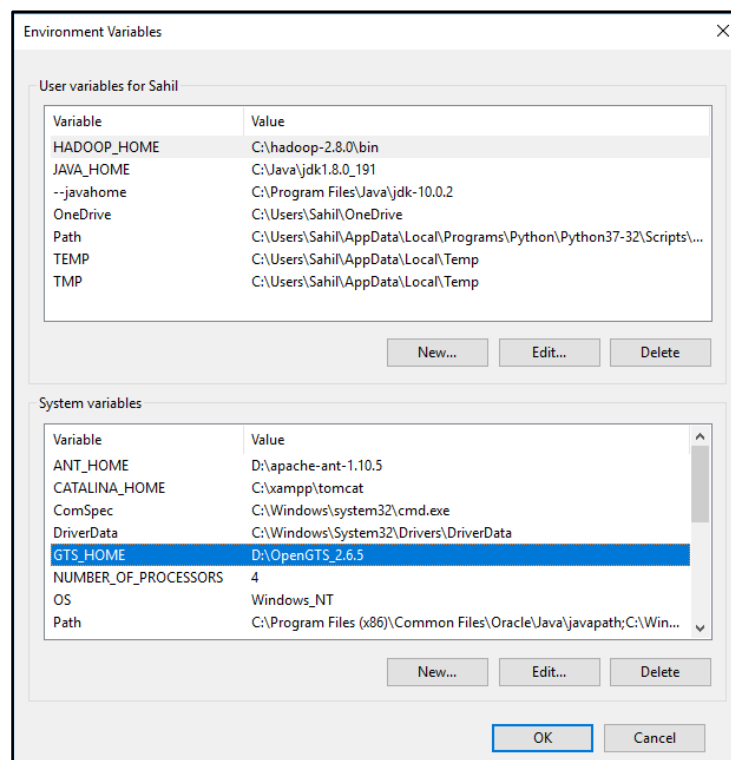 Environment Variables
User variables for Sahil
Variable Value
HADOOP_HOME C:\hadoop-2.8.0\bin
JAVA_HOME C:\Java\jdk1.8.0_191
--javahome C:\Program Files\Java\jdk-10.0.2
OneDrive C:\Users\Sahil\OneDrive
Path C:\Users\Sahil\AppData\Local\Programs\Python\Python37-32\Scripts\...
TEMP C:\Users\Sahil\AppData\Local\Temp
TMP C:\Users\Sahil\AppData\Local\Temp
New... Edit... Delete
System variables
Variable Value
ANT_HOME D:\apache-ant-1.10.5
CATALINA_HOME C:\xampp\tomcat
ComSpec C:\Windows\system32\cmd.exe
DriverData C:\Windows\System32\Drivers\DriverData
GTS_HOME D:\OpenGTS_2.6.5
NUMBER_OF_PROCESSORS 4
OS Windows_NT
Path C:\Program Files (x86)\Common Files\Oracle\Java\javapath;C:\Win...
New... Edit... Delete
OK Cancel